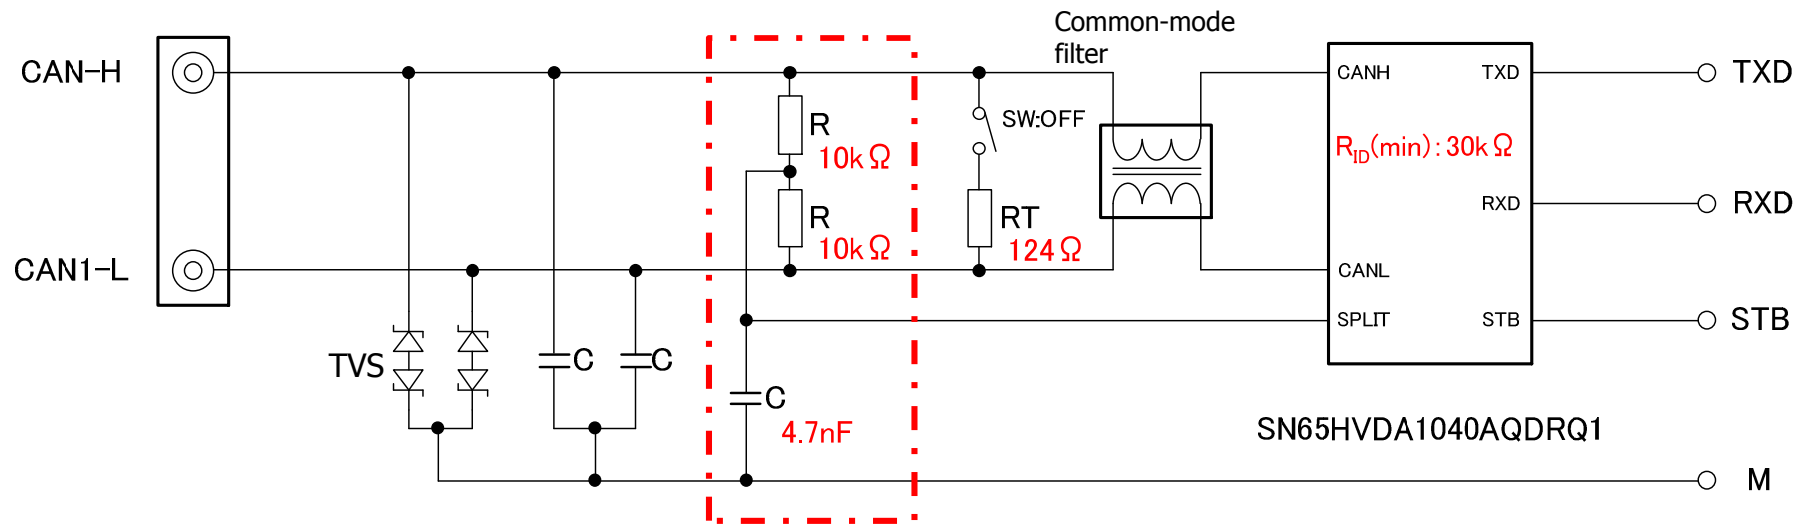 Common-mode
filter
CAN-H
CANH
TXD
TXD
SW:OFF
R
10kΩ
RID(min):30kΩ
R
10kΩ
RT
124Ω
RXD
RXD
CAN1-L
CANL
SPLIT
STB
STB
TVS
C
C
C
4.7nF
SN65HVDA1040AQDRQ1
M